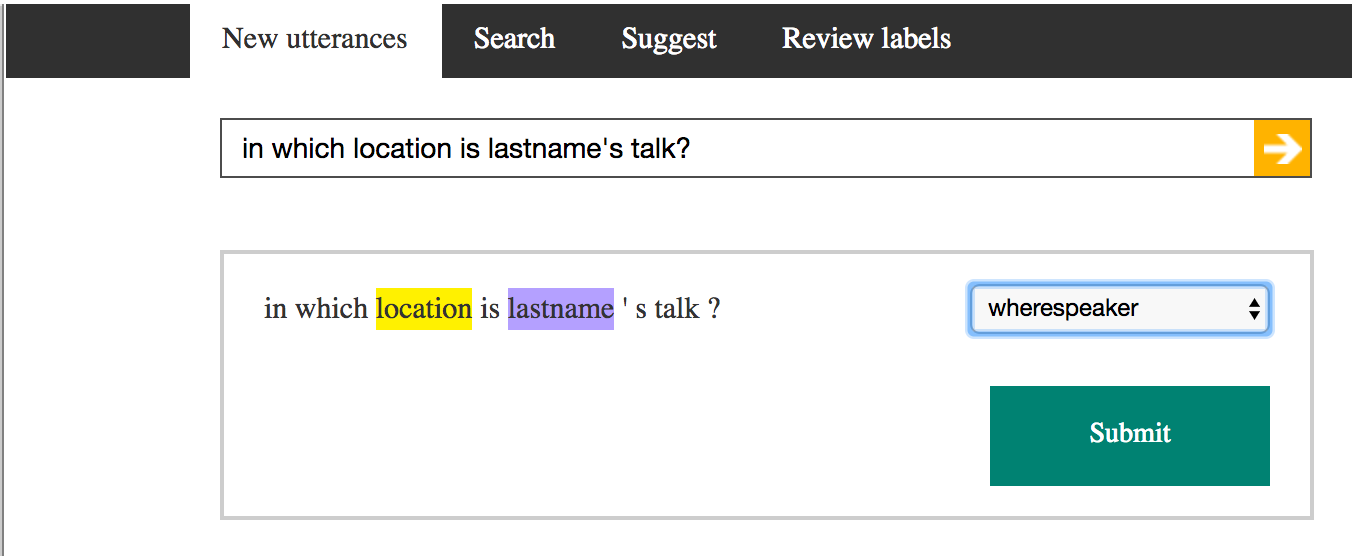 New utterances Search Suggest Review labels
in which location is lastname's talk?
in which location is lastname ' s talk ? wherespeaker
Submit